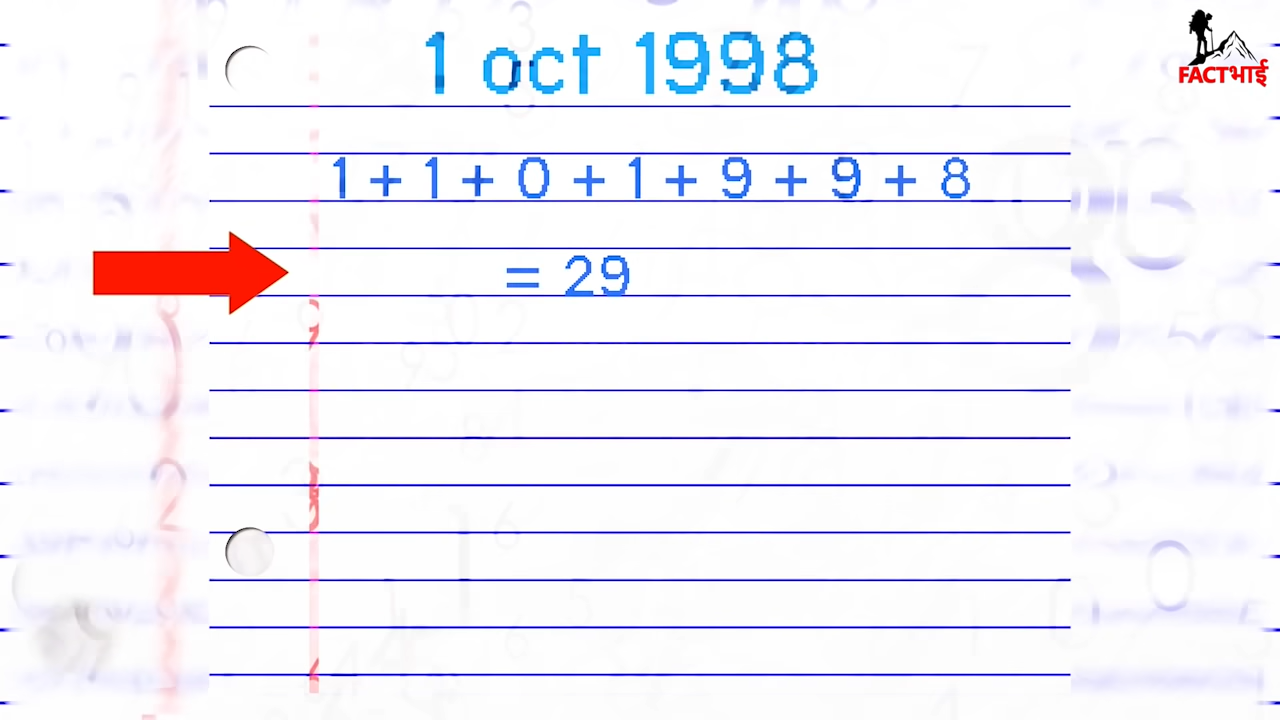 1 oct 1998
FACTभाई
1 + 1 + 0 + 1 + 9 + 9 + 8
= 29